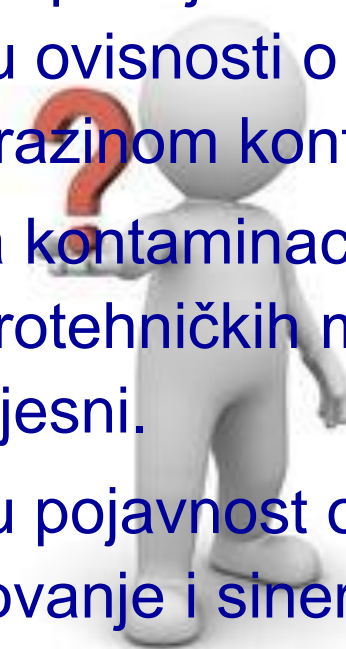 u ovisnosti o
razinom kont
a kontaminac
rotehničkih
jesni.
u pojavnost
ovanje i siner